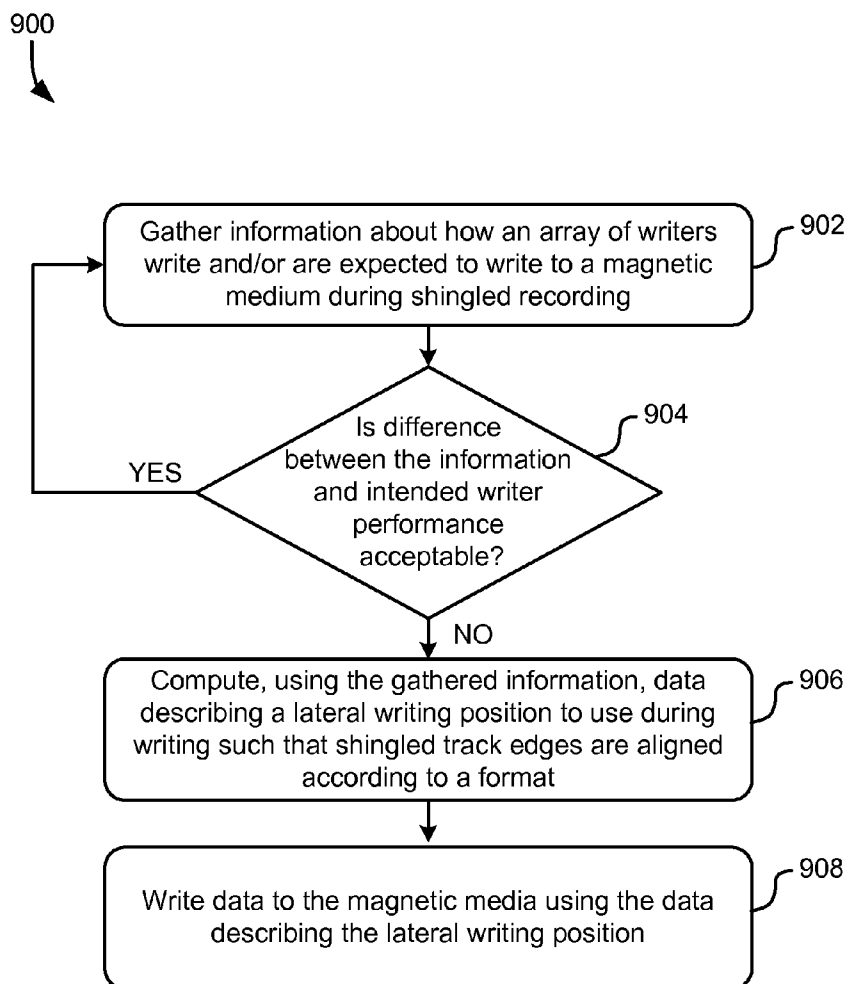 900
Gather information about how an array of writers
write and/or are expected to write to a magnetic
medium during shingled recording
902
Is difference
between the information
and intended writer
performance
acceptable?
904
YES
NO
Compute, using the gathered information, data
describing a lateral writing position to use during
writing such that shingled track edges are aligned
according to a format
906
Write data to the magnetic media using the data
describing the lateral writing position
908